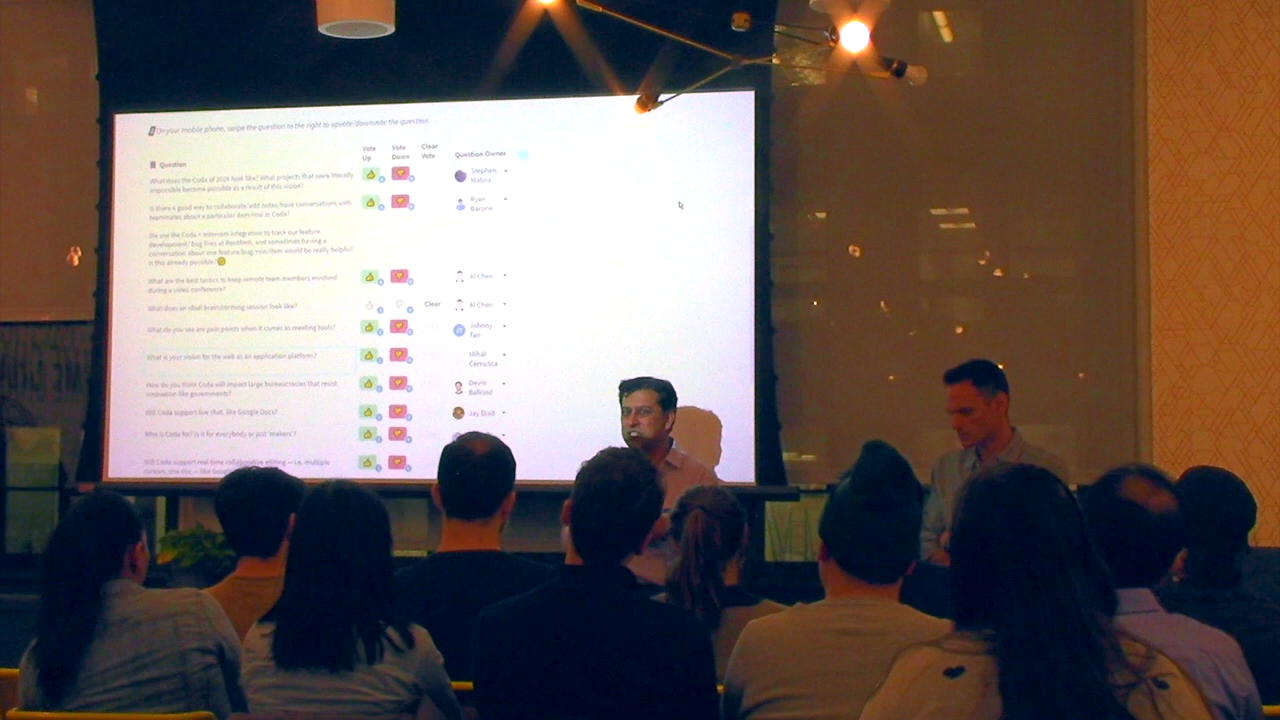 On your mobile phone, swipe the question to the right to upvote/downvote the question.
Question
Vote Up
Vote Down
Clear Vote
Question Owner
What does the Coda of 2024 look like? What projects that were literally
impossible become possible as a result of this vision?
Stephen
Malina
Is there a good way to collaborate/add notes/have conversations with
teammates about a particular item/row in Coda?
Ryan
Barone
We use the Coda + Intercom integration to track our feature
development/ bug fixes at Rentfool, and sometimes having a
conversation about one feature/bug/row/item would be really helpful!
Is this already possible?
What are the best tactics to keep remote team members involved
during a video conference?
Al Chen
What does an ideal brainstorming session look like?
Clear
Al Chen
What do you see are pain points when it comes to meeting tools?
Johnny
Tan
What is your vision for the web as an application platform?
Mihai
Cernusca
How do you think Coda will impact large bureaucracies that resist
innovation like governments?
Devin
Balkind
Will Coda support live chat, like Google Docs?
Jay Dixit
Who is Coda for? Is it for everybody or just 'makers'?
Will Coda support real-time collaborative editing — i.e. multiple
cursors, one doc — like